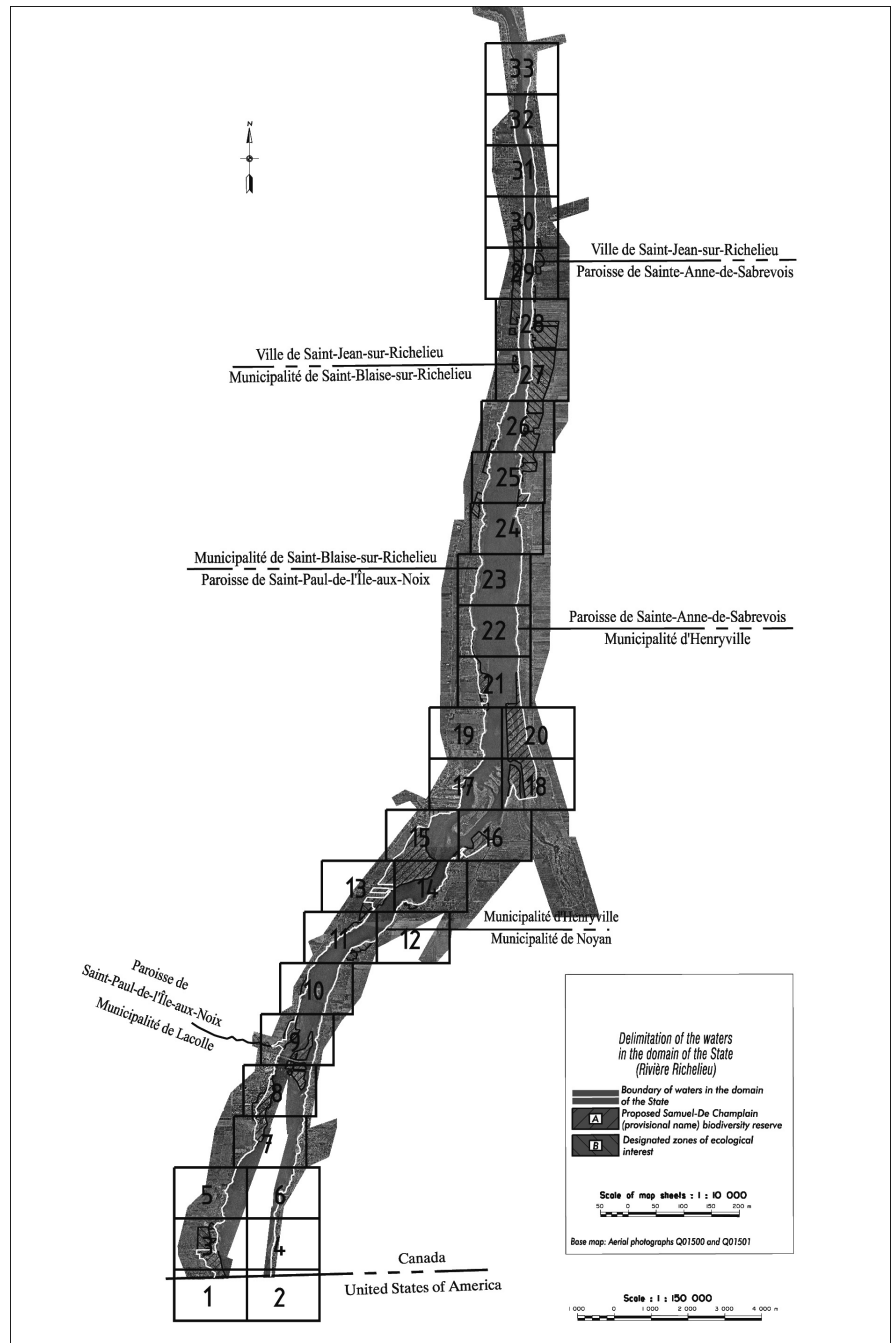 N
33
32
31
30
Ville de Saint-Jean-sur-Richelieu
Paroisse de Sainte-Anne-de-Sabrevois
29
28
Ville de Saint-Jean-sur-Richelieu
Municipalité de Saint-Blaise-sur-Richelieu
27
26
25
24
Municipalité de Saint-Blaise-sur-Richelieu
Paroisse de Saint-Paul-de-l'Île-aux-Noix
23
Paroisse de Sainte-Anne-de-Sabrevois
Municipalité d'Henryville
22
21
19 20
17 18
15 16
13 14
Municipalité d'Henryville
Municipalité de Noyan
11 12
Paroisse de
Saint-Paul-de-l'Île-aux-Noix
Municipalité de Lacolle
10
9
8
7
5 6
3 4
Canada
United States of America
1 2
Delimitation of the waters
in the domain of the State
(Rivière Richelieu)
Boundary of waters in the domain
of the State
A Proposed Samuel-De Champlain
(provisional name) biodiversity reserve
B Designated zones of ecological
interest
Scale of map sheets : 1 : 10 000
50 0 50 100 150 200 m
Base map: Aerial photographs Q01500 and Q01501
Scale : 1 : 150 000
1 000 0 1 000 2 000 3 000 4 000 m